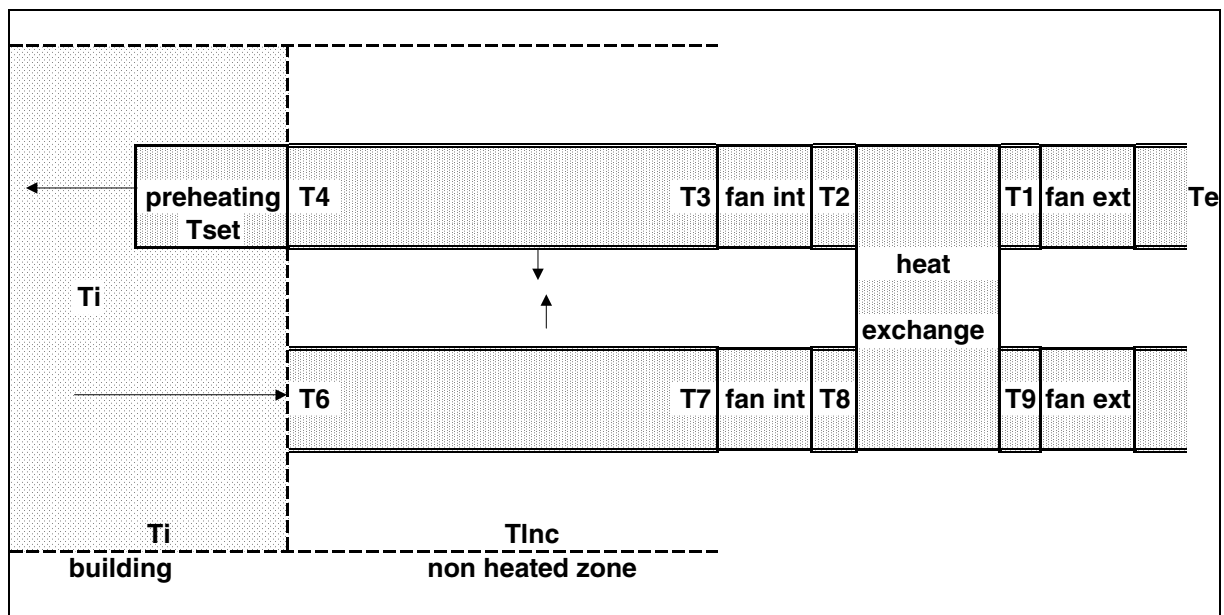 preheating T4 T3 fan int T2 T1 fan ext Te
Tset
heat
Ti
exchange
T6 T7 fan int T8 T9 fan ext
Ti TInc
building non heated zone